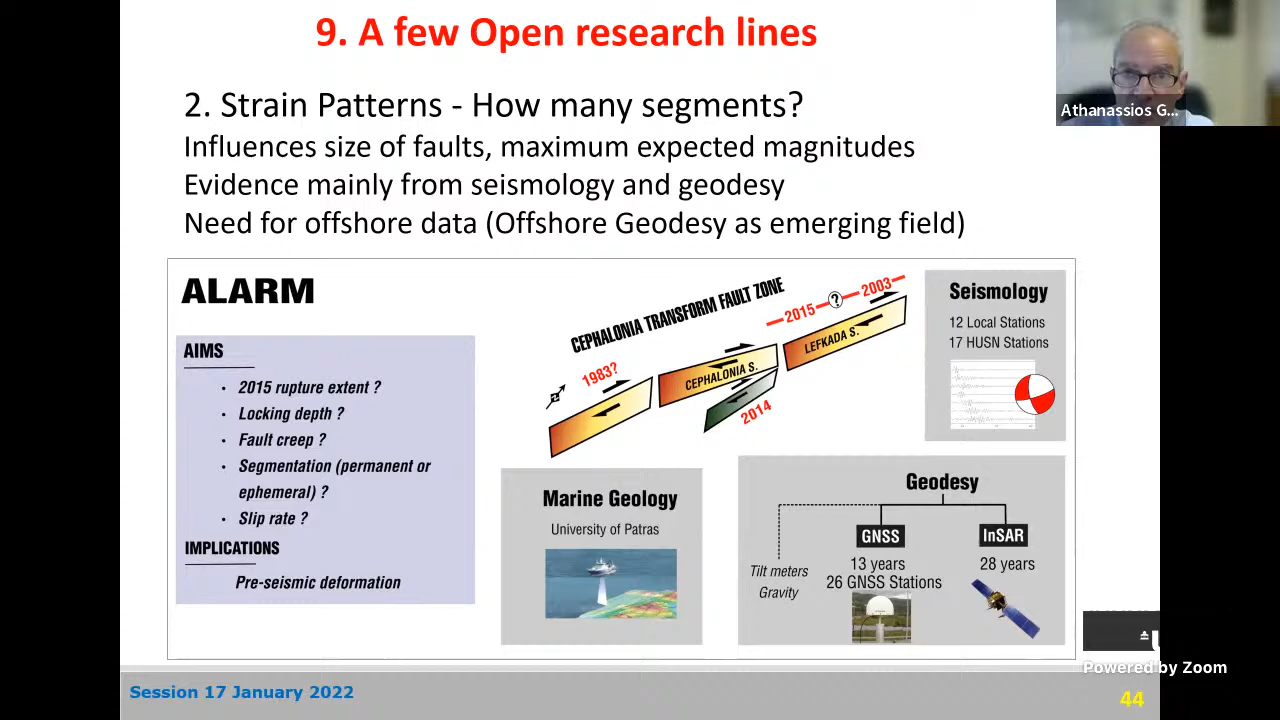 9. A few Open research lines
Athanassios G...
2. Strain Patterns - How many segments?
Influences size of faults, maximum expected magnitudes
Evidence mainly from seismology and geodesy
Need for offshore data (Offshore Geodesy as emerging field)
ALARM
AIMS
• 2015 rupture extent ?
• Locking depth ?
• Fault creep ?
• Segmentation (permanent or
ephemeral) ?
• Slip rate ?
IMPLICATIONS
Pre-seismic deformation
CEPHALONIA TRANSFORM FAULT ZONE
1983?
2015
?
2003
CEPHALONIA S.
LEFKADA S.
2014
Seismology
12 Local Stations
17 HUSN Stations
Marine Geology
University of Patras
Geodesy
GNSS
InSAR
13 years
26 GNSS Stations
28 years
Tilt meters
Gravity
Powered by Zoom
Session 17 January 2022
44